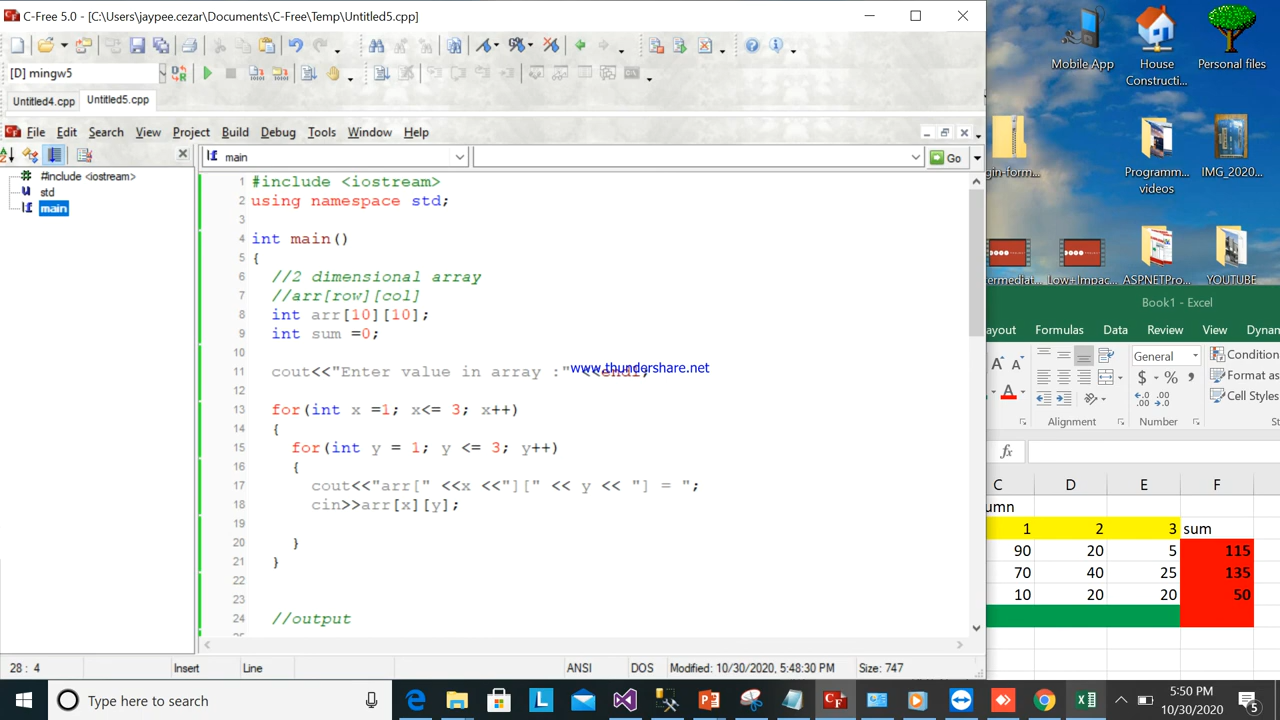 C-Free 5.0 - [C:\Users\jaypee.cezar\Documents\C-Free\Temp\Untitled5.cpp]
[D] mingw5
Untitled4.cpp
Untitled5.cpp
File Edit Search View Project Build Debug Tools Window Help
main
Go
#include <iostream>
std
main
1 #include <iostream>
2 using namespace std;
3
4 int main()
5 {
6 //2 dimensional array
7 //arr[row][col]
8 int arr[10][10];
9 int sum =0;
10
11 cout<<"Enter value in array :" <<endl;
www.thundershare.net
12
13 for(int x =1; x<= 3; x++)
14 {
15 for(int y = 1; y <= 3; y++)
16 {
17 cout<<"arr[" <<x <<"][" << y << "] = ";
18 cin>>arr[x][y];
19
20 }
21 }
22
23
24 //output
28 : 4
Insert
Line
ANSI
DOS
Modified: 10/30/2020, 5:48:30 PM
Size: 747
Mobile App
House Constructi...
Personal files
gin-form...
Programm... videos
IMG_2020...
ntermediat...
Low+Impac...
ASPNETPro...
YOUTUBE
Book1 - Excel
ayout Formulas Data Review View Dynam
General
Condition
Format as
Cell Styles
Alignment
Number
fx
C D E F
umn
1 2 3 sum
90 20 5 115
70 40 25 135
10 20 20 50
Type here to search
5:50 PM
10/30/2020
5